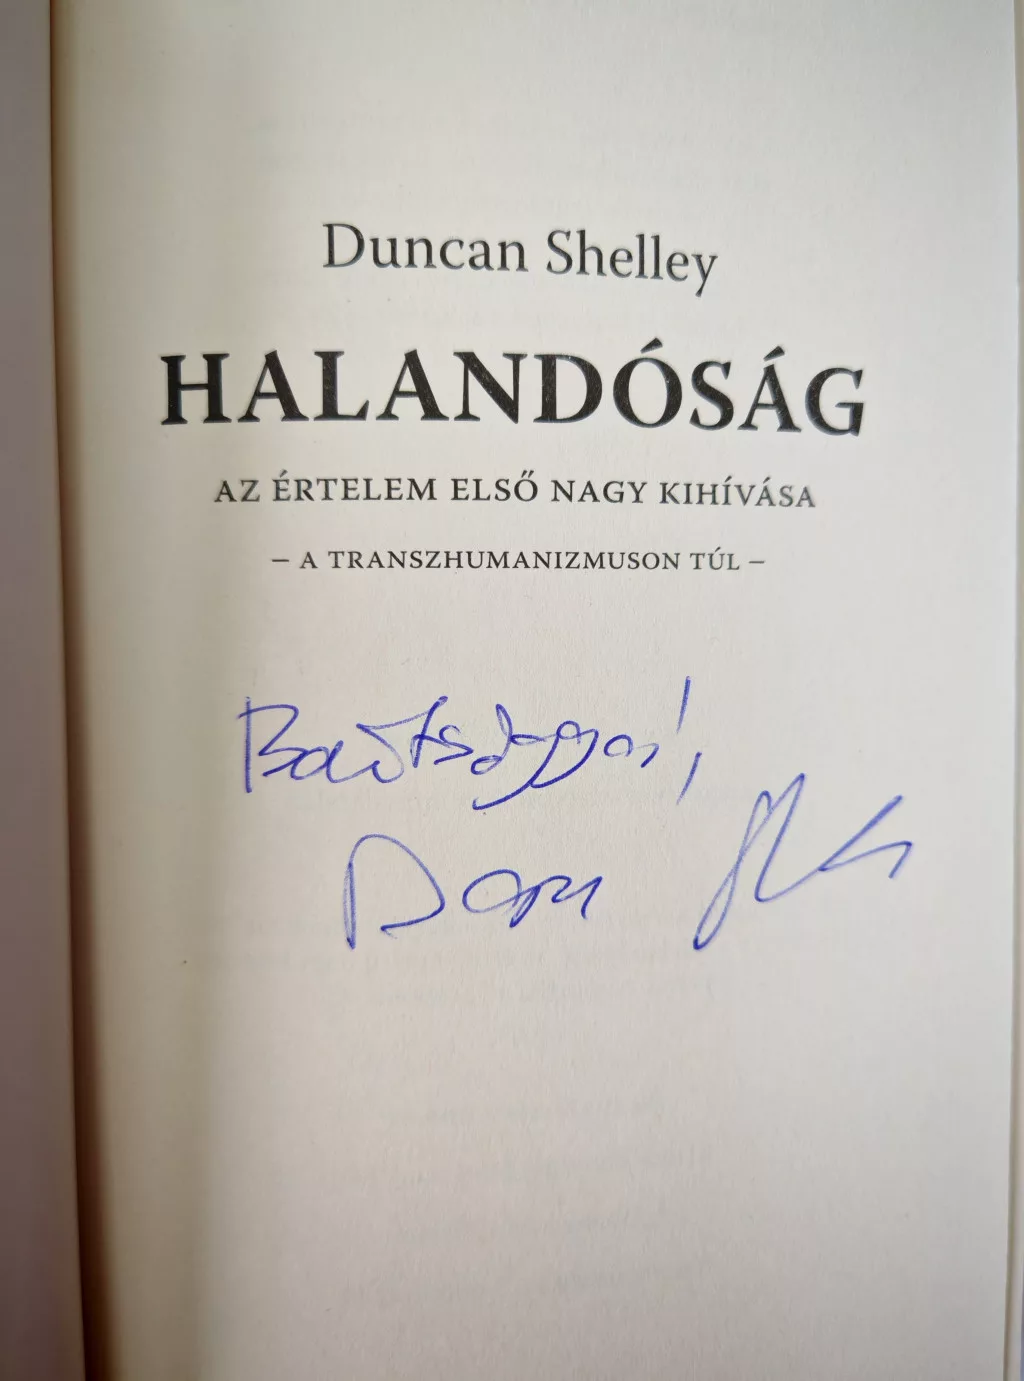 Duncan Shelley
HALANDÓSÁG
AZ ÉRTELEM ELSŐ NAGY KIHÍVÁSA
– A TRANSZHUMANIZMUSON TÚL –
Barátsággal,